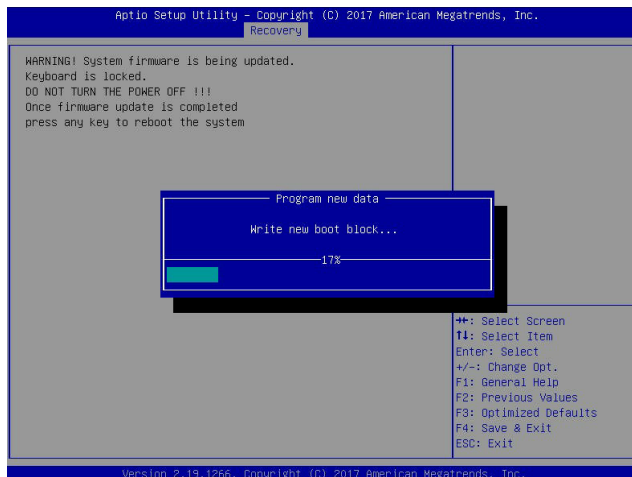 Aptio Setup Utility – Copyright (C) 2017 American Megatrends, Inc.
Recovery
WARNING! System firmware is being updated.
Keyboard is locked.
DO NOT TURN THE POWER OFF !!!
Once firmware update is completed
press any key to reboot the system
Program new data
Write new boot block...
17%
→←: Select Screen
↑↓: Select Item
Enter: Select
+/-: Change Opt.
F1: General Help
F2: Previous Values
F3: Optimized Defaults
F4: Save & Exit
ESC: Exit
Version 2.19.1266. Copyright (C) 2017 American Megatrends, Inc.